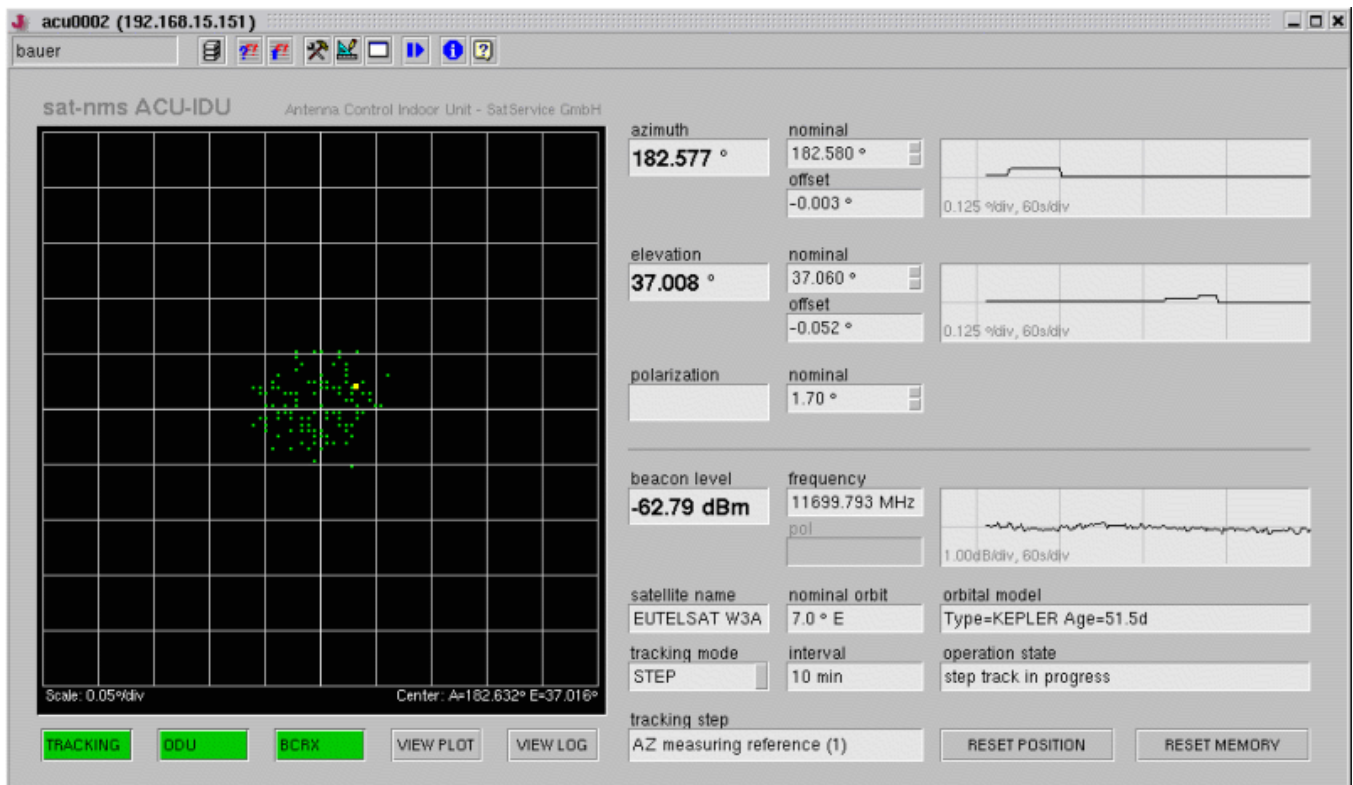 acu0002 (192.168.15.151)
bauer
sat-nms ACU-IDU
Antenna Control Indoor Unit - SatService GmbH
Scale: 0.05°/div
Center: A=182.632° E=37.016°
TRACKING
ODU
BCRX
VIEW PLOT
VIEW LOG
azimuth
182.577 °
nominal
182.580 °
offset
-0.003 °
0.125 °/div, 60s/div
elevation
37.008 °
nominal
37.060 °
offset
-0.052 °
0.125 °/div, 60s/div
polarization
nominal
1.70 °
beacon level
-62.79 dBm
frequency
11699.793 MHz
pol
1.00dB/div, 60s/div
satellite name
EUTELSAT W3A
nominal orbit
7.0 ° E
orbital model
Type=KEPLER Age=51.5d
tracking mode
STEP
interval
10 min
operation state
step track in progress
tracking step
AZ measuring reference (1)
RESET POSITION
RESET MEMORY